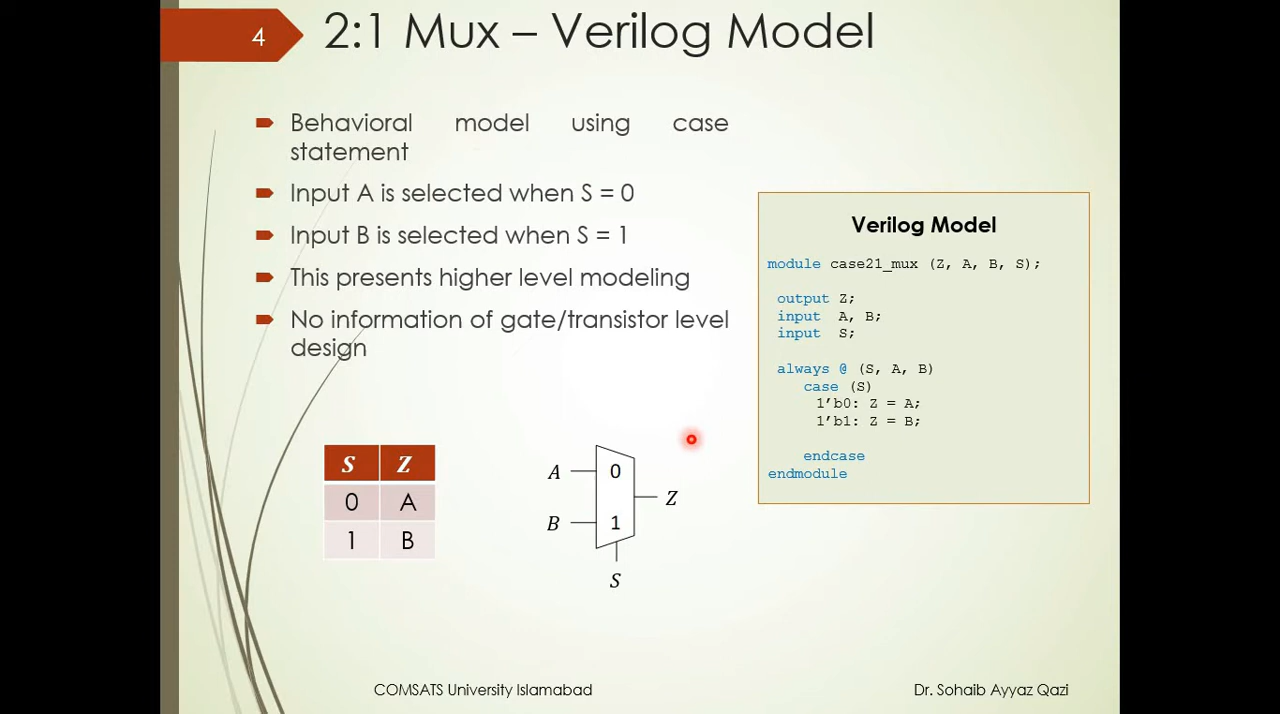 4
2:1 Mux – Verilog Model
Behavioral model using case
statement
Input A is selected when S = 0
Input B is selected when S = 1
This presents higher level modeling
No information of gate/transistor level
design
Verilog Model
module case21_mux (Z, A, B, S);
output Z;
input A, B;
input S;
always @ (S, A, B)
case (S)
1’b0: Z = A;
1’b1: Z = B;
endcase
endmodule
S Z
0 A
1 B
A 0
Z
B 1
S
COMSATS University Islamabad
Dr. Sohaib Ayyaz Qazi